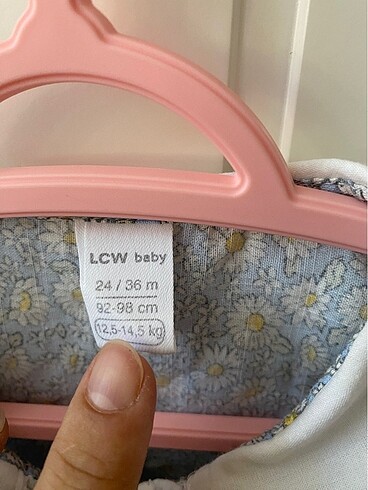 LCW baby
24 / 36 m
92-98 cm
12,5-14,5 kg